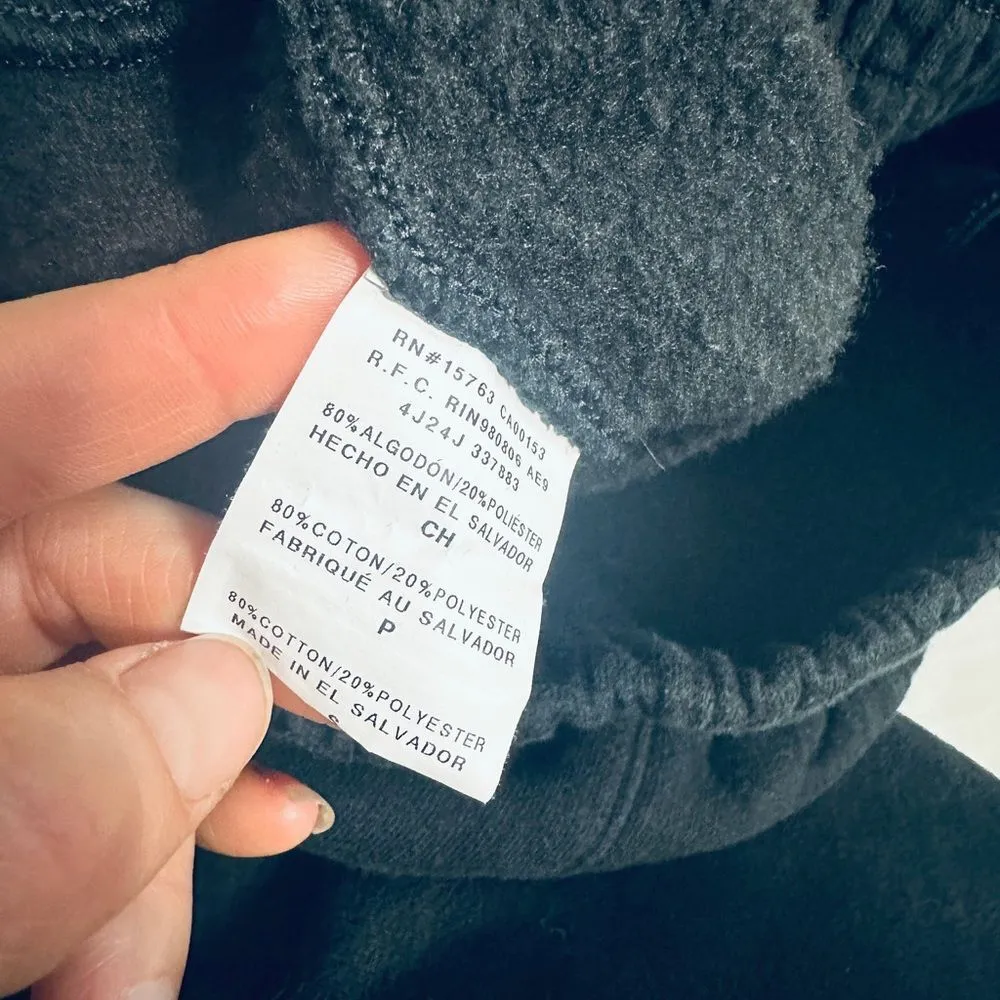 RN#15763 CA00153
R.F.C. RIN980806 AE9
4J24J 337883
80%ALGODÓN/20%POLIÉSTER
HECHO EN EL SALVADOR
CH
80%COTON/20%POLYESTER
FABRIQUÉ AU SALVADOR
P
80%COTTON/20%POLYESTER
MADE IN EL SALVADOR
S